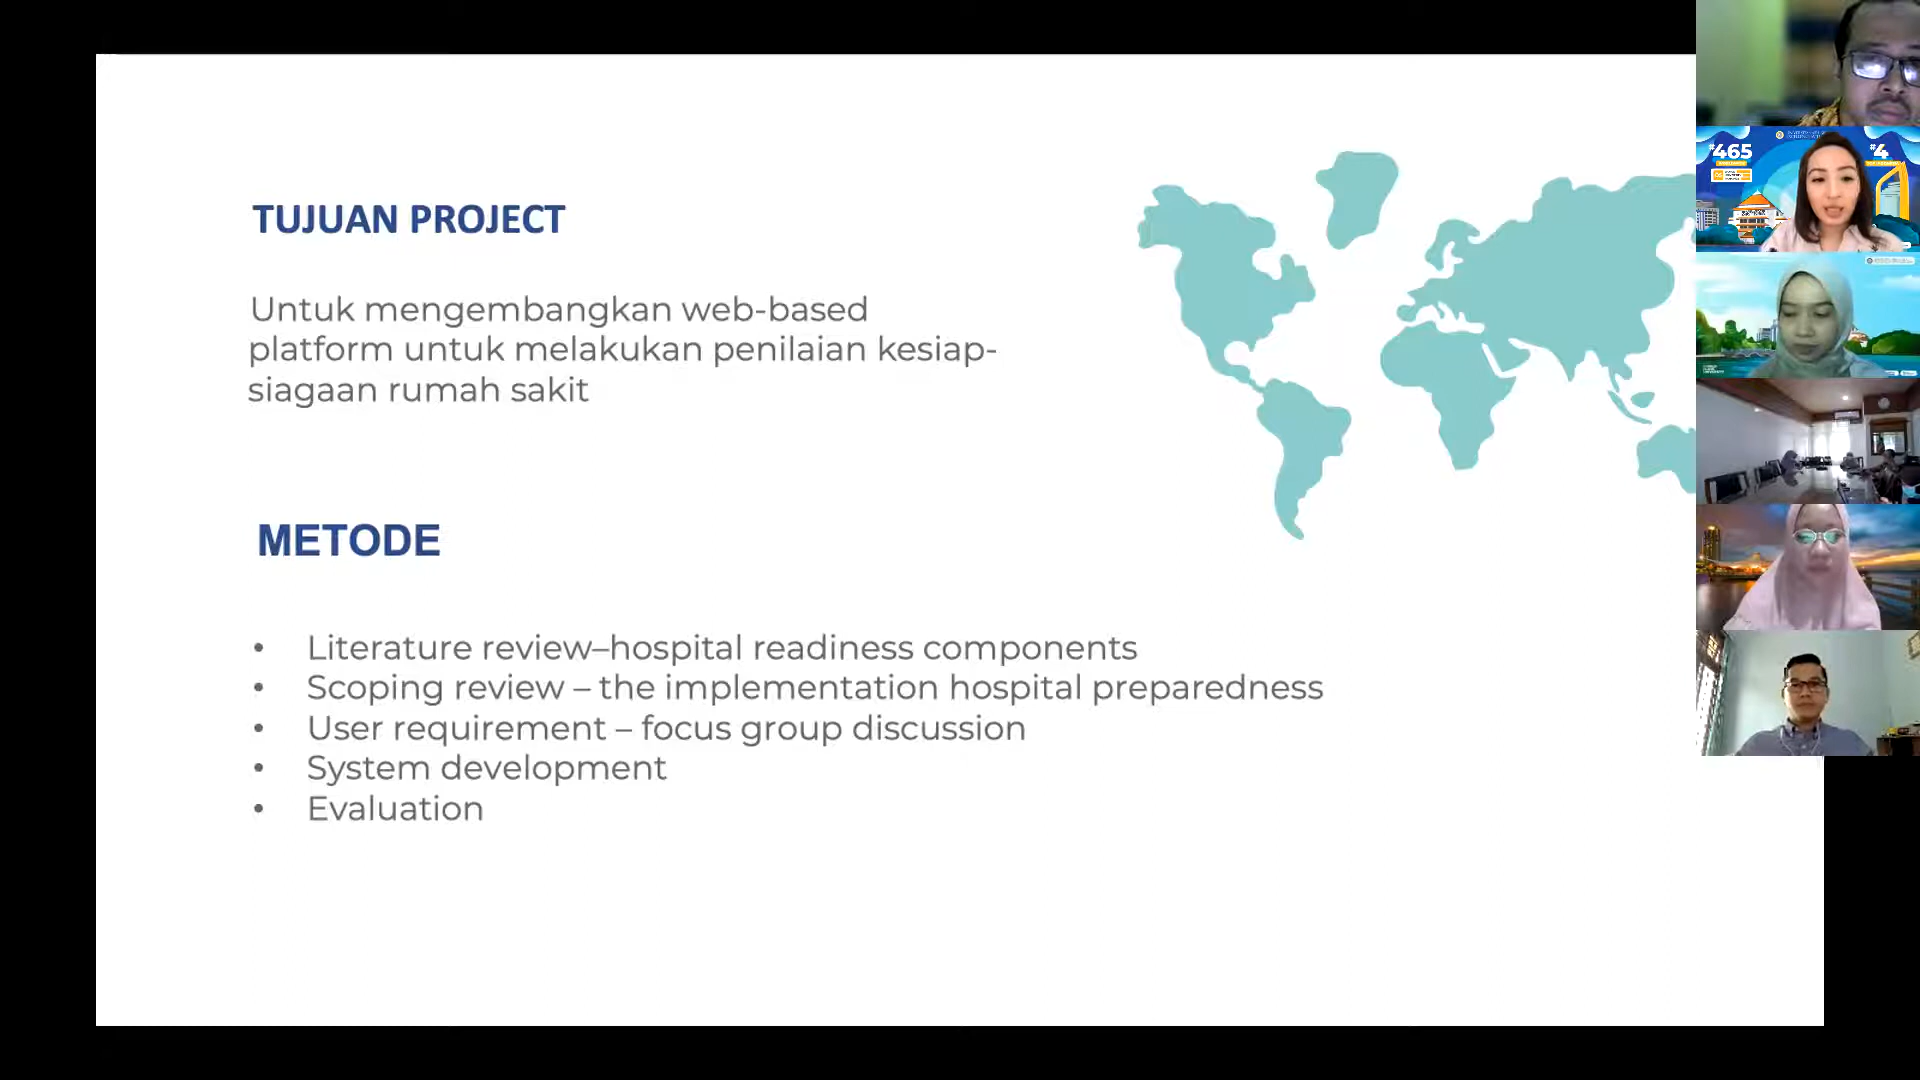 TUJUAN PROJECT
Untuk mengembangkan web-based
platform untuk melakukan penilaian kesiap-
siagaan rumah sakit
METODE
• Literature review–hospital readiness components
• Scoping review – the implementation hospital preparedness
• User requirement – focus group discussion
• System development
• Evaluation
#465
#4